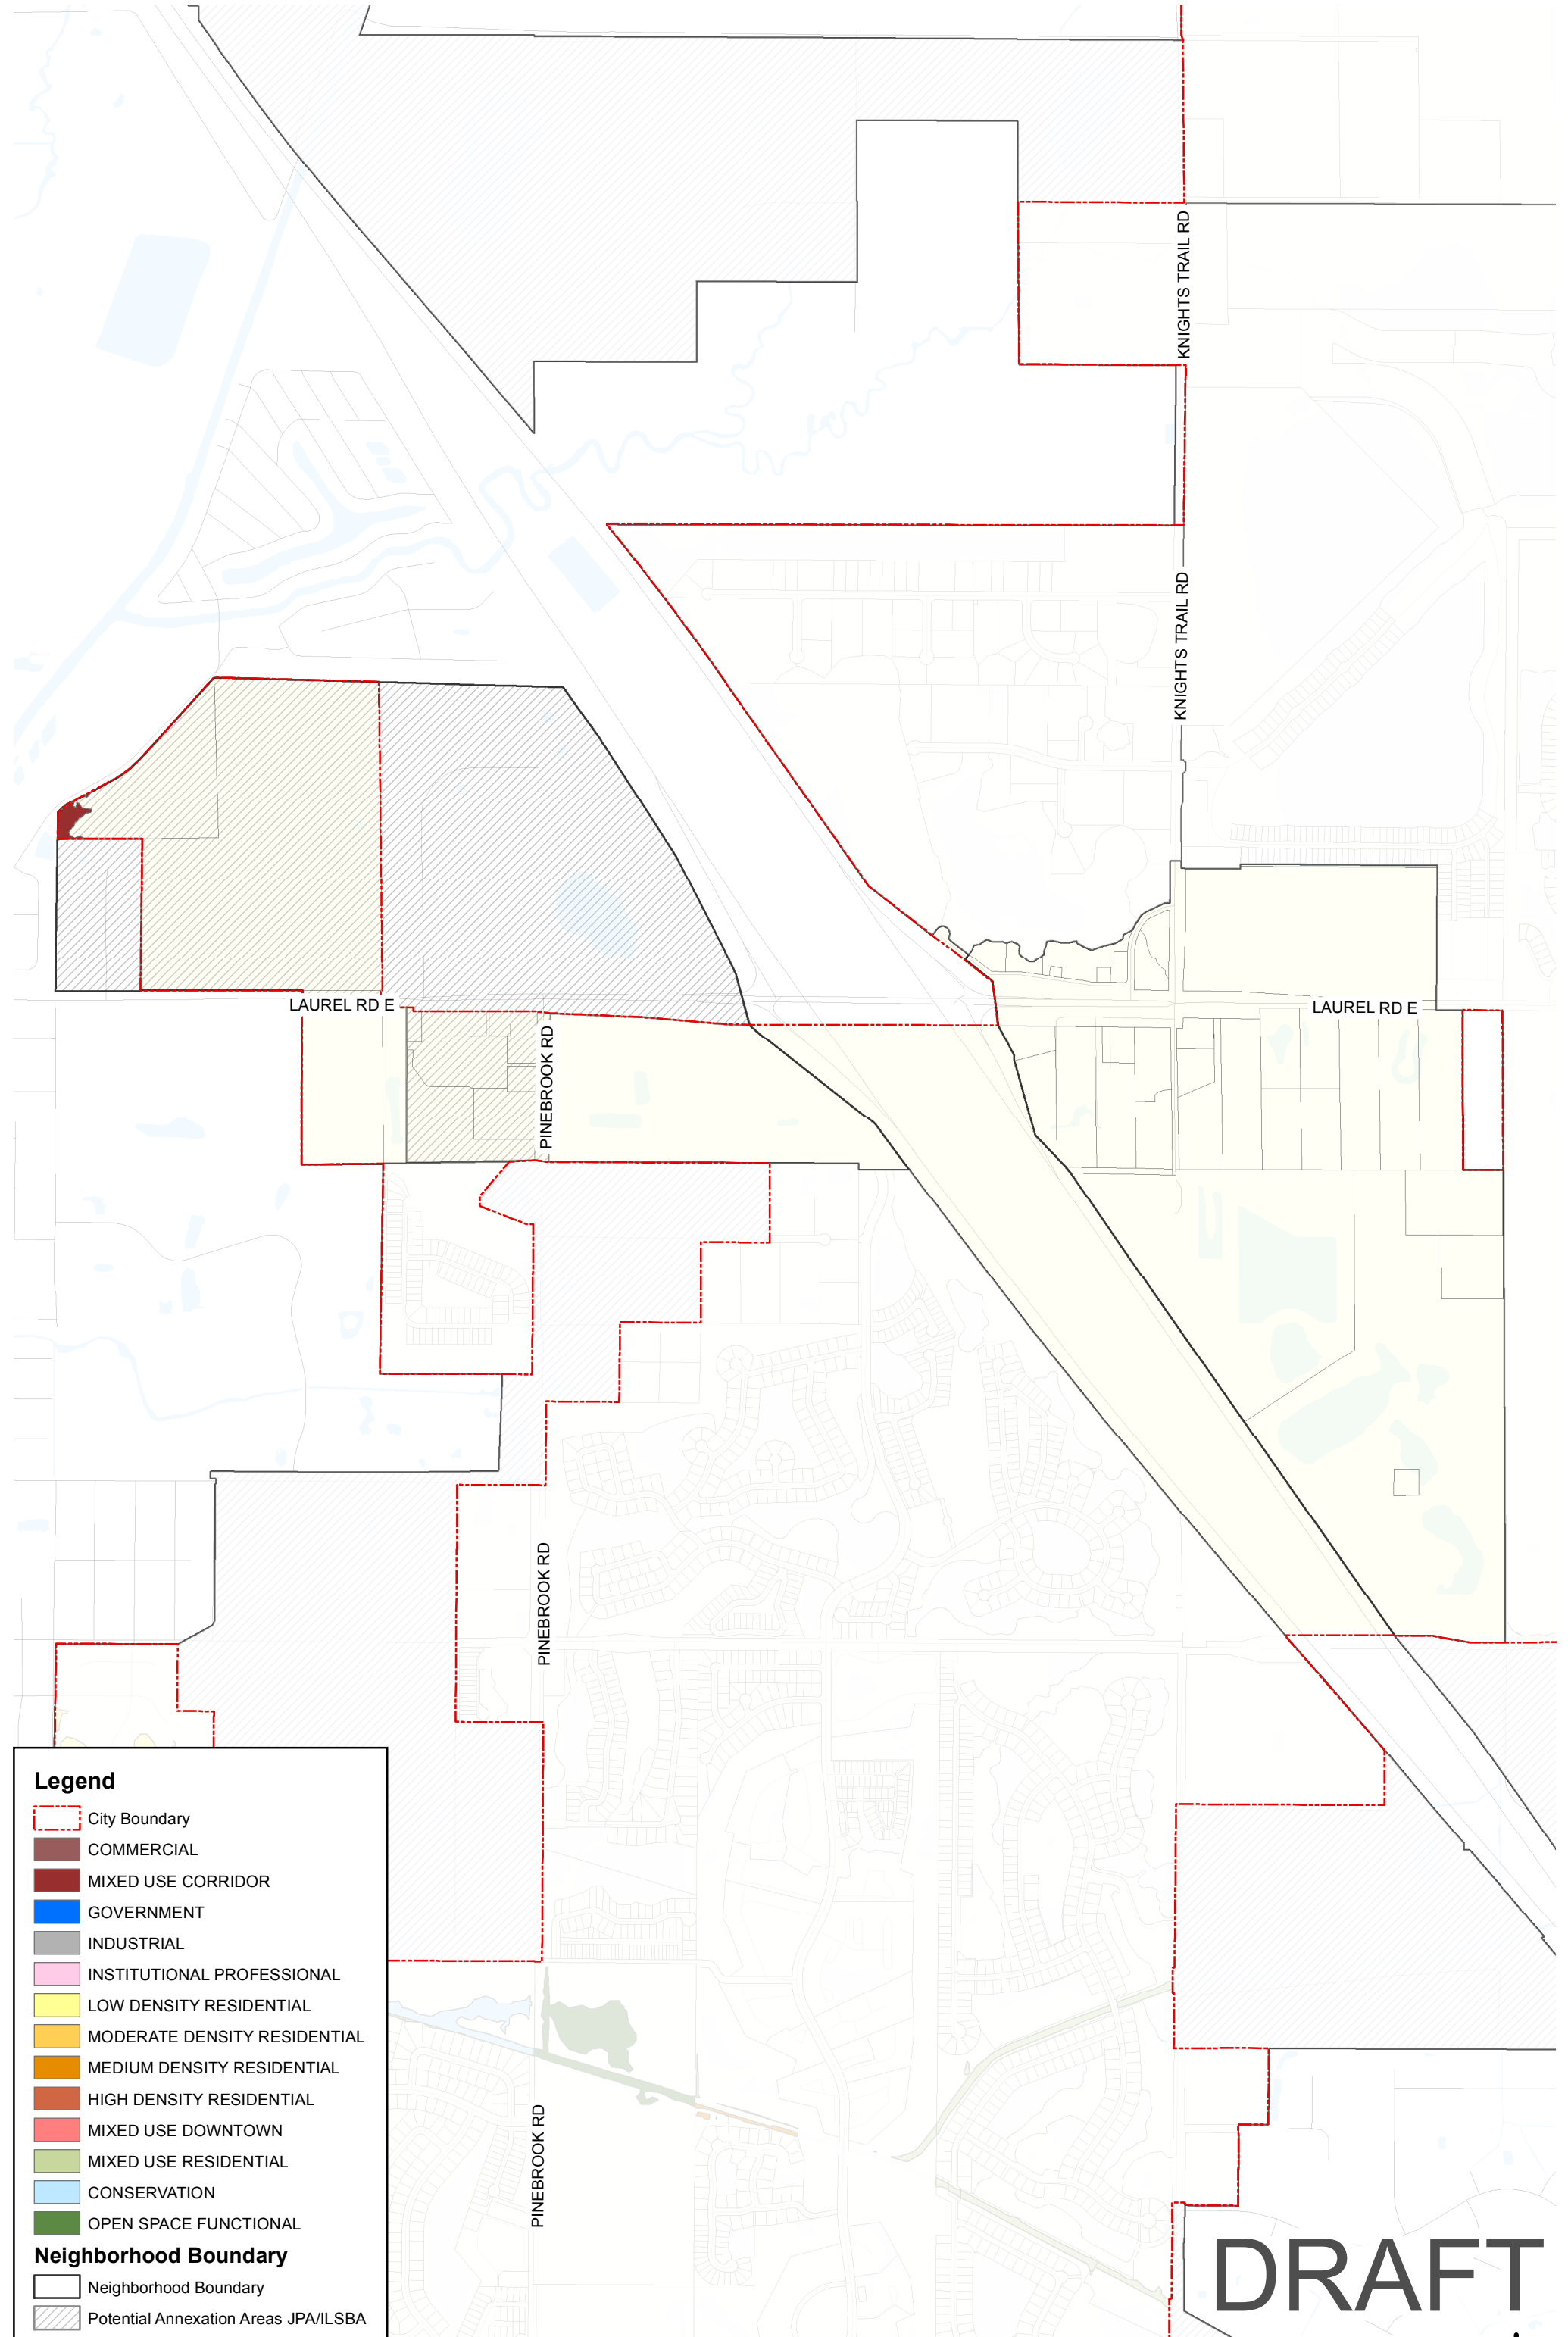 KNIGHTS TRAIL RD
KNIGHTS TRAIL RD
LAUREL RD E
LAUREL RD E
PINEBROOK RD
PINEBROOK RD
PINEBROOK RD
Legend
City Boundary
COMMERCIAL
MIXED USE CORRIDOR
GOVERNMENT
INDUSTRIAL
INSTITUTIONAL PROFESSIONAL
LOW DENSITY RESIDENTIAL
MODERATE DENSITY RESIDENTIAL
MEDIUM DENSITY RESIDENTIAL
HIGH DENSITY RESIDENTIAL
MIXED USE DOWNTOWN
MIXED USE RESIDENTIAL
CONSERVATION
OPEN SPACE FUNCTIONAL
Neighborhood Boundary
Neighborhood Boundary
Potential Annexation Areas JPA/ILSBA
DRAFT